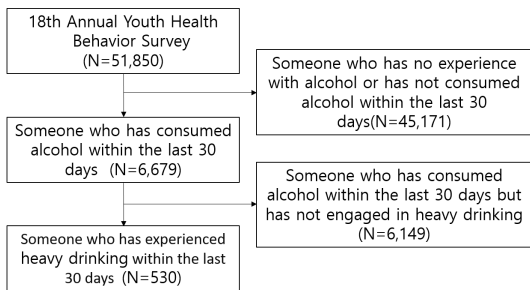 18th Annual Youth Health
Behavior Survey
(N=51,850)
Someone who has no experience
with alcohol or has not consumed
alcohol within the last 30
days(N=45,171)
Someone who has consumed
alcohol within the last 30
days (N=6,679)
Someone who has consumed
alcohol within the last 30 days but
has not engaged in heavy drinking
(N=6,149)
Someone who has experienced
heavy drinking within the last
30 days (N=530)